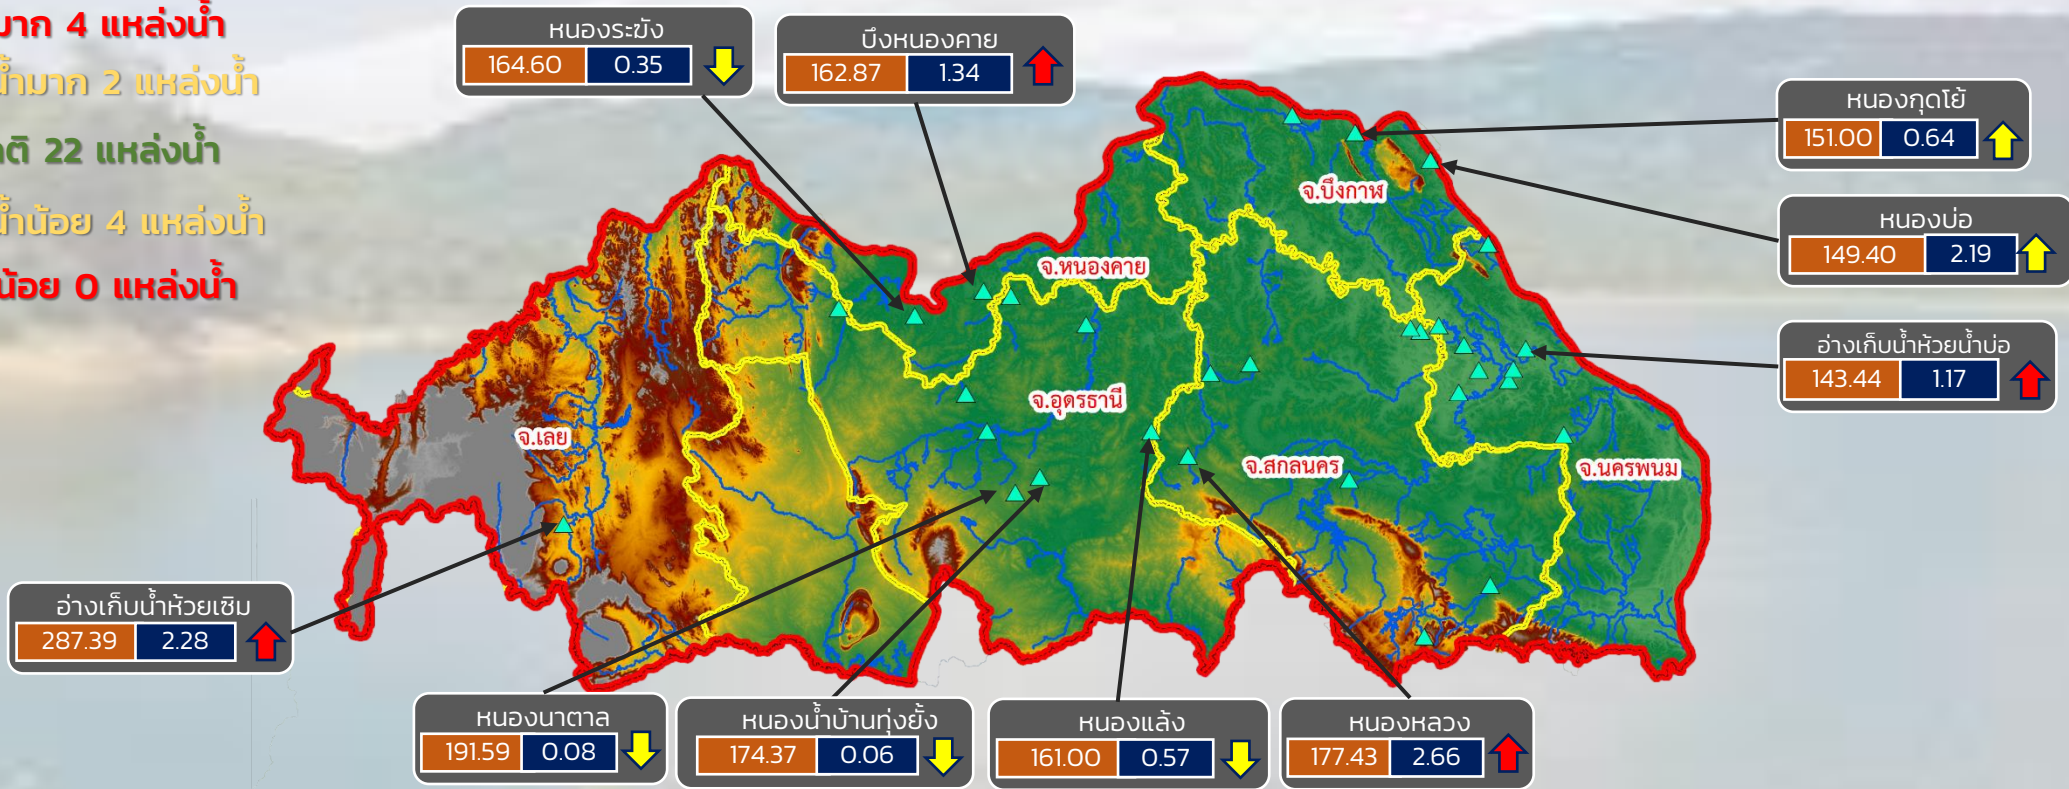 มาก 4 แหล่งน้ำ
น้ำมาก 2 แหล่งน้ำ
ติ 22 แหล่งน้ำ
น้ำน้อย 4 แหล่งน้ำ
น้อย 0 แหล่งน้ำ
หนองระฆัง
164.60 0.35
บึงหนองคาย
162.87 1.34
หนองกุดโย้
151.00 0.64
หนองบ่อ
149.40 2.19
อ่างเก็บน้ำห้วยน้ำบ่อ
143.44 1.17
จ.บึงกาฬ
จ.หนองคาย
จ.อุดรธานี
จ.เลย
จ.สกลนคร
จ.นครพนม
อ่างเก็บน้ำห้วยเซิม
287.39 2.28
หนองนาตาล
191.59 0.08
หนองน้ำบ้านทุ่งยั้ง
174.37 0.06
หนองแล้ง
161.00 0.57
หนองหลวง
177.43 2.66